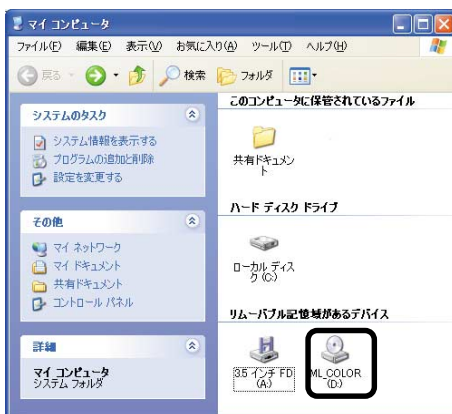 マイ コンピュータ
ファイル(F) 編集(E) 表示(V) お気に入り(A) ツール(T) ヘルプ(H)
戻る 検索 フォルダ
システムのタスク
システム情報を表示する
プログラムの追加と削除
設定を変更する
その他
マイ ネットワーク
マイ ドキュメント
共有ドキュメント
コントロール パネル
詳細
マイ コンピュータ
システム フォルダ
このコンピュータに保管されているファイル
共有ドキュメン
ト
ハード ディスク ドライブ
ローカル ディス
ク (C:)
リムーバブル記憶域があるデバイス
3.5 インチ FD
(A:)
ML_COLOR
(D:)